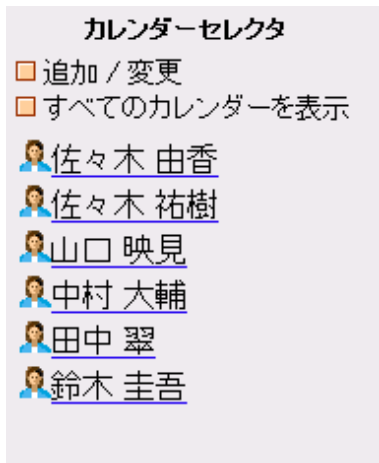 カレンダーセレクタ
追加 / 変更
すべてのカレンダーを表示
佐々木 由香
佐々木 祐樹
山口 映見
中村 大輔
田中 翠
鈴木 圭吾